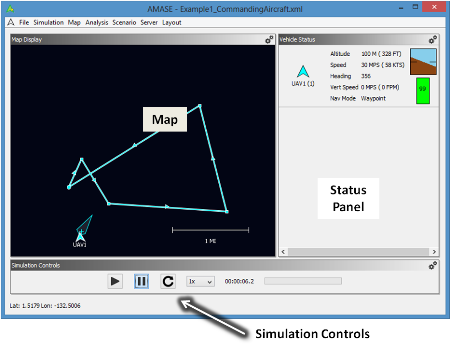 AMASE - Example1_CommandingAircraft.xml
File Simulation Map Analysis Scenario Server Layout
Map Display
Vehicle Status
Altitude 100 M ( 328 FT)
Speed 30 MPS ( 58 KTS)
Heading 356
Vert Speed 0 MPS ( 0 FPM)
Nav Mode Waypoint
UAV1 (1)
99
Map
Status
Panel
UAV1
1 MI
Simulation Controls
1x
00:00:06.2
Lat: 1.5179 Lon: -132.5006
Simulation Controls